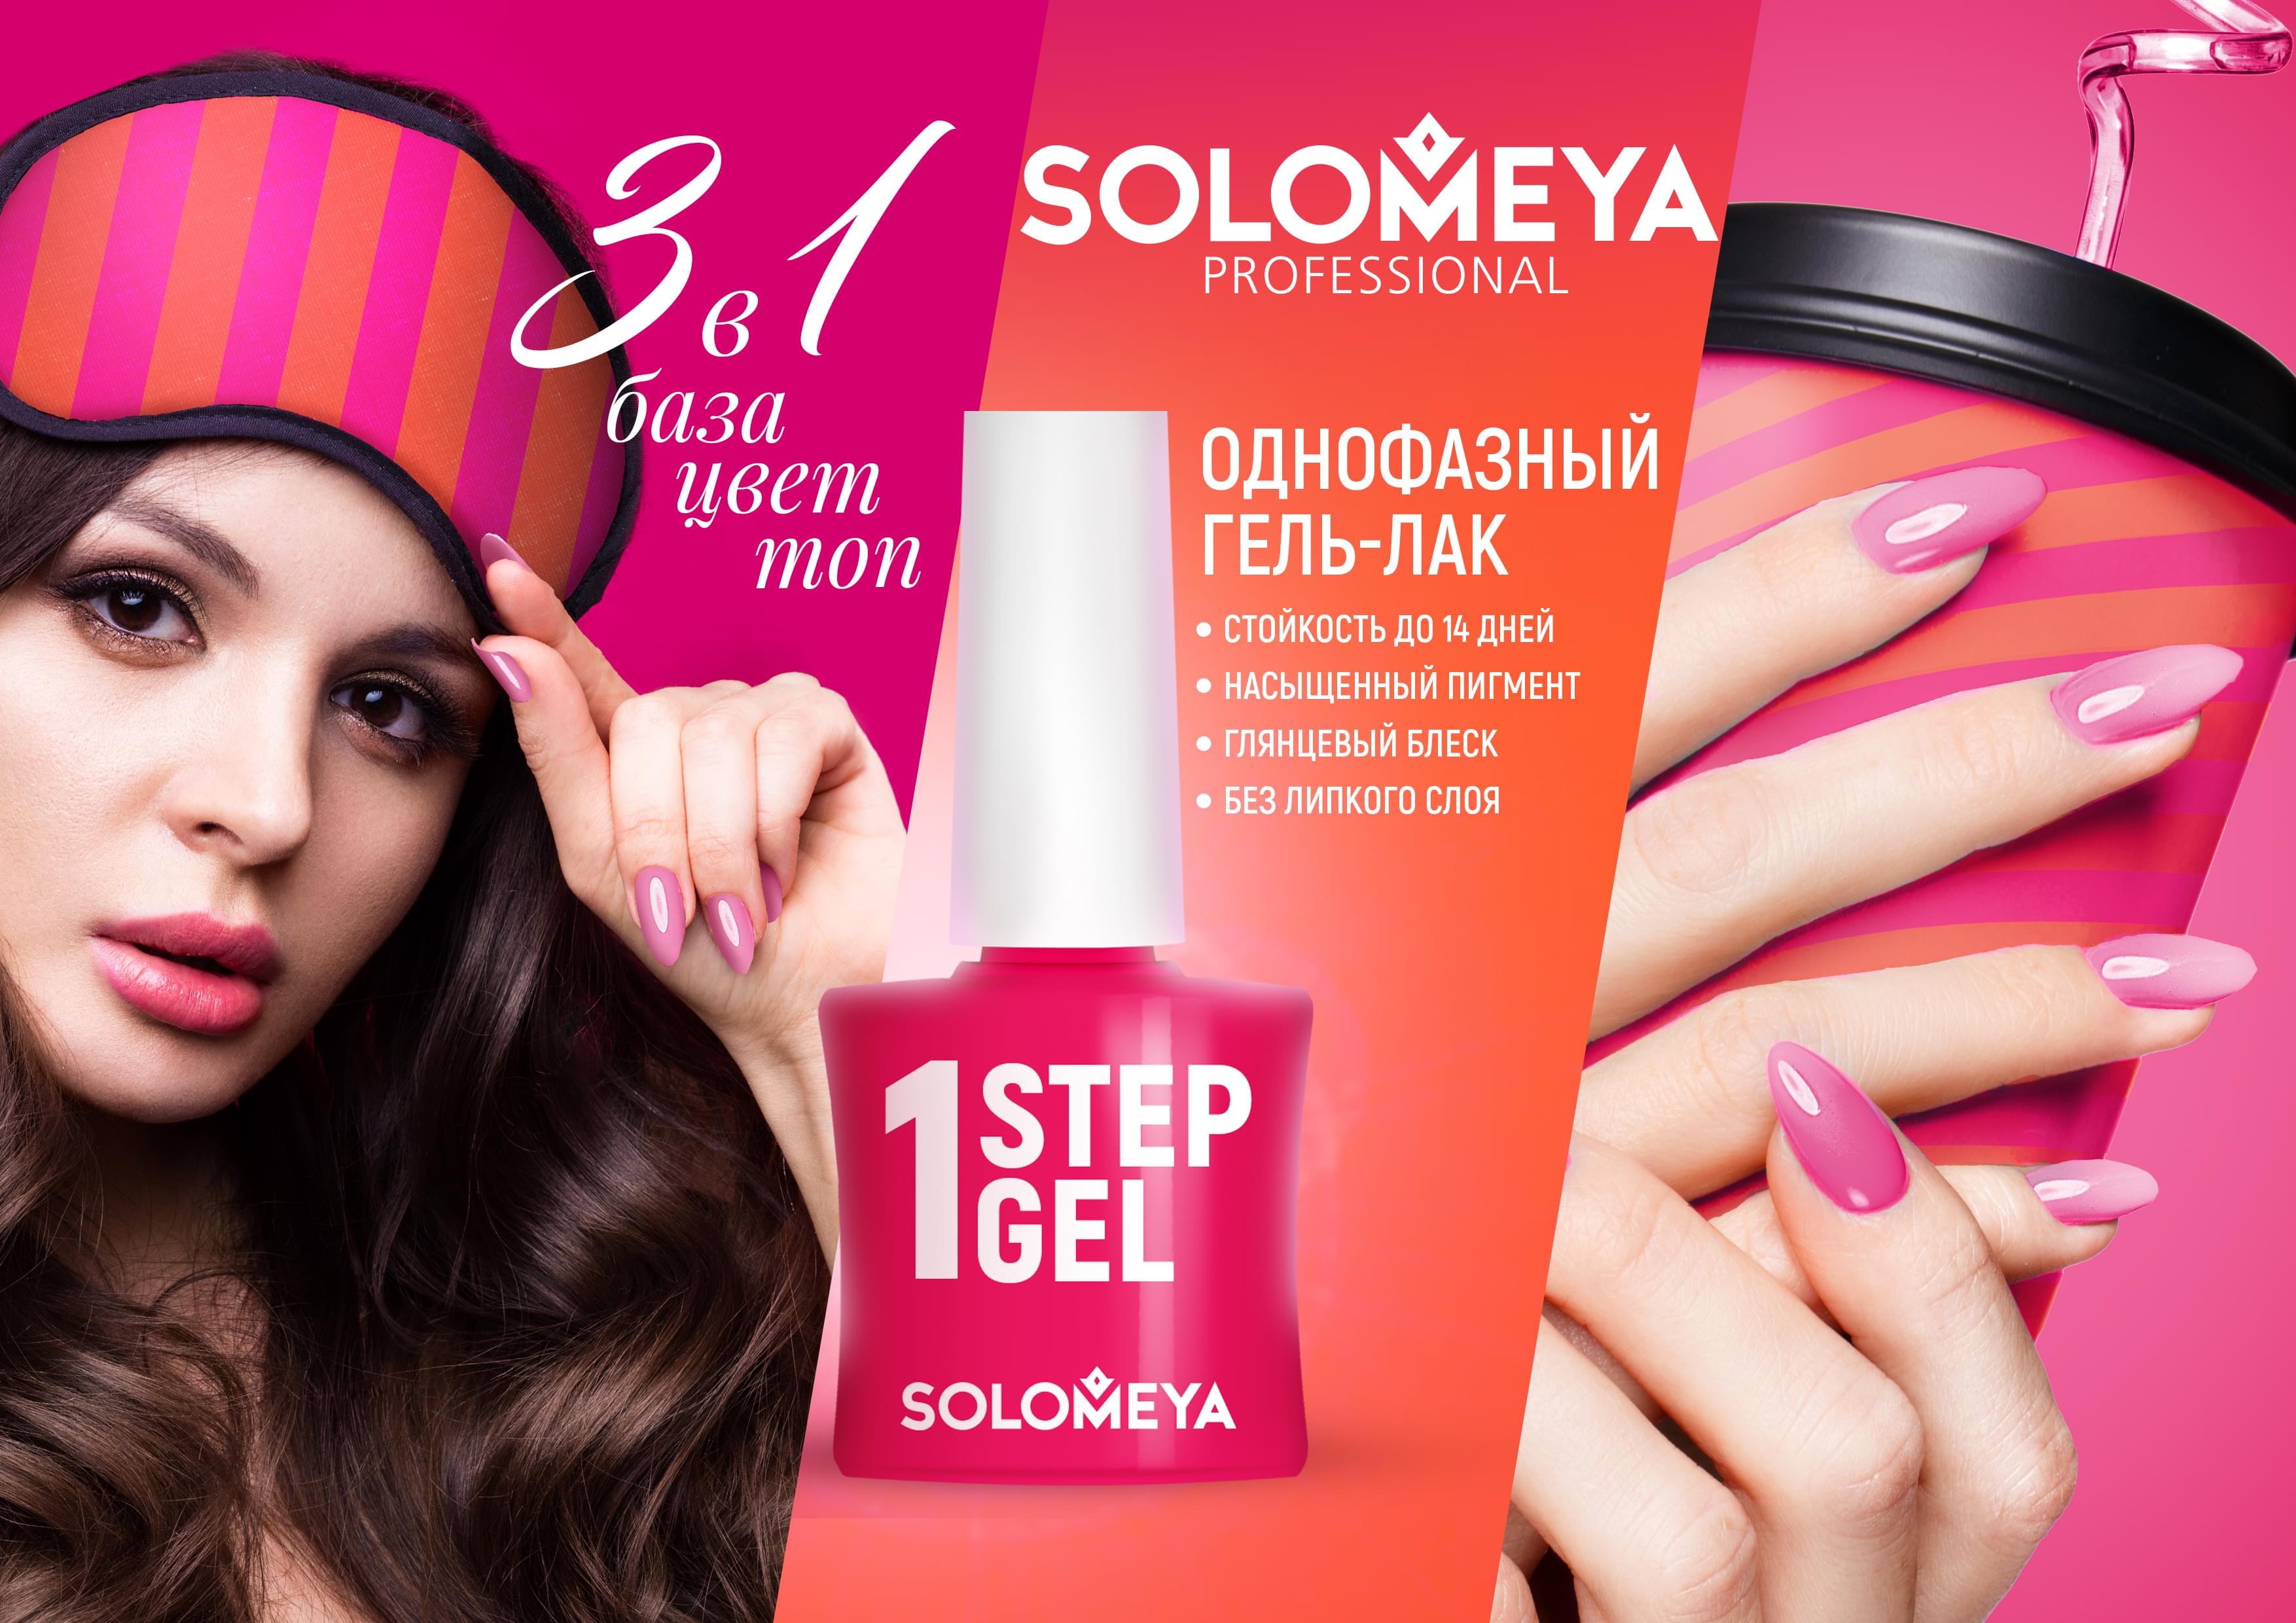 3 в 1
база
цвет
топ
SOLOMEYA
PROFESSIONAL
ОДНОФАЗНЫЙ
ГЕЛЬ-ЛАК
• СТОЙКОСТЬ ДО 14 ДНЕЙ
• НАСЫЩЕННЫЙ ПИГМЕНТ
• ГЛЯНЦЕВЫЙ БЛЕСК
• БЕЗ ЛИПКОГО СЛОЯ
1 STEP
GEL
SOLOMEYA